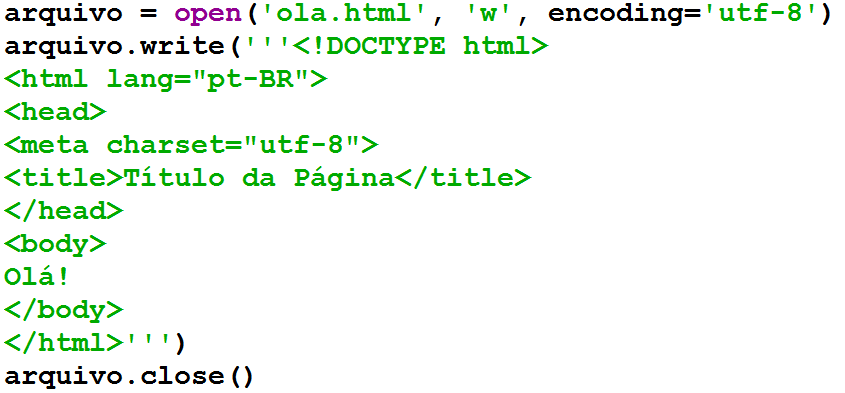 arquivo = open('ola.html', 'w', encoding='utf-8')
arquivo.write('''<!DOCTYPE html>
<html lang="pt-BR">
<head>
<meta charset="utf-8">
<title>Título da Página</title>
</head>
<body>
Olá!
</body>
</html>''')
arquivo.close()